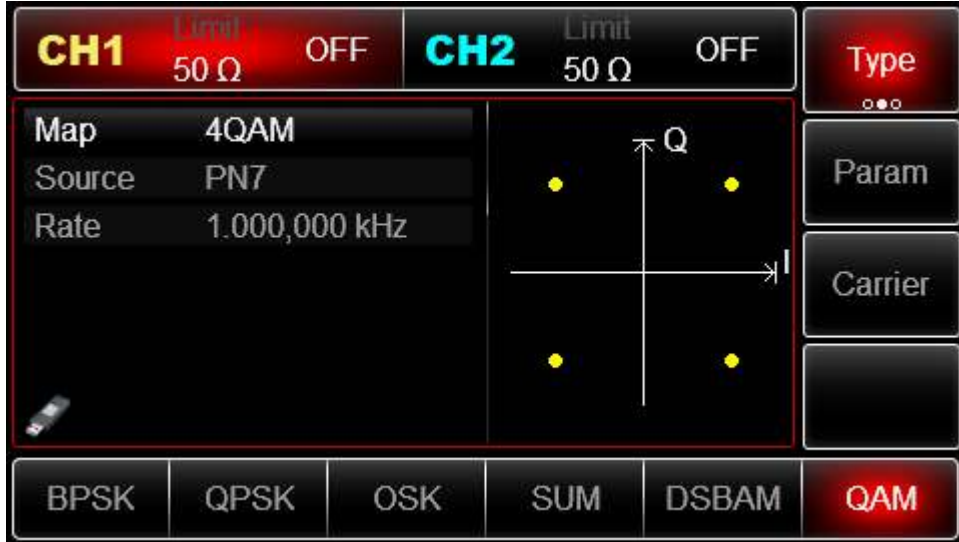 CH1 Limit 50 Ω OFF CH2 Limit 50 Ω OFF Type
Map 4QAM
Source PN7
Rate 1.000,000 kHz
Q
I
Param
Carrier
BPSK QPSK OSK SUM DSBAM QAM